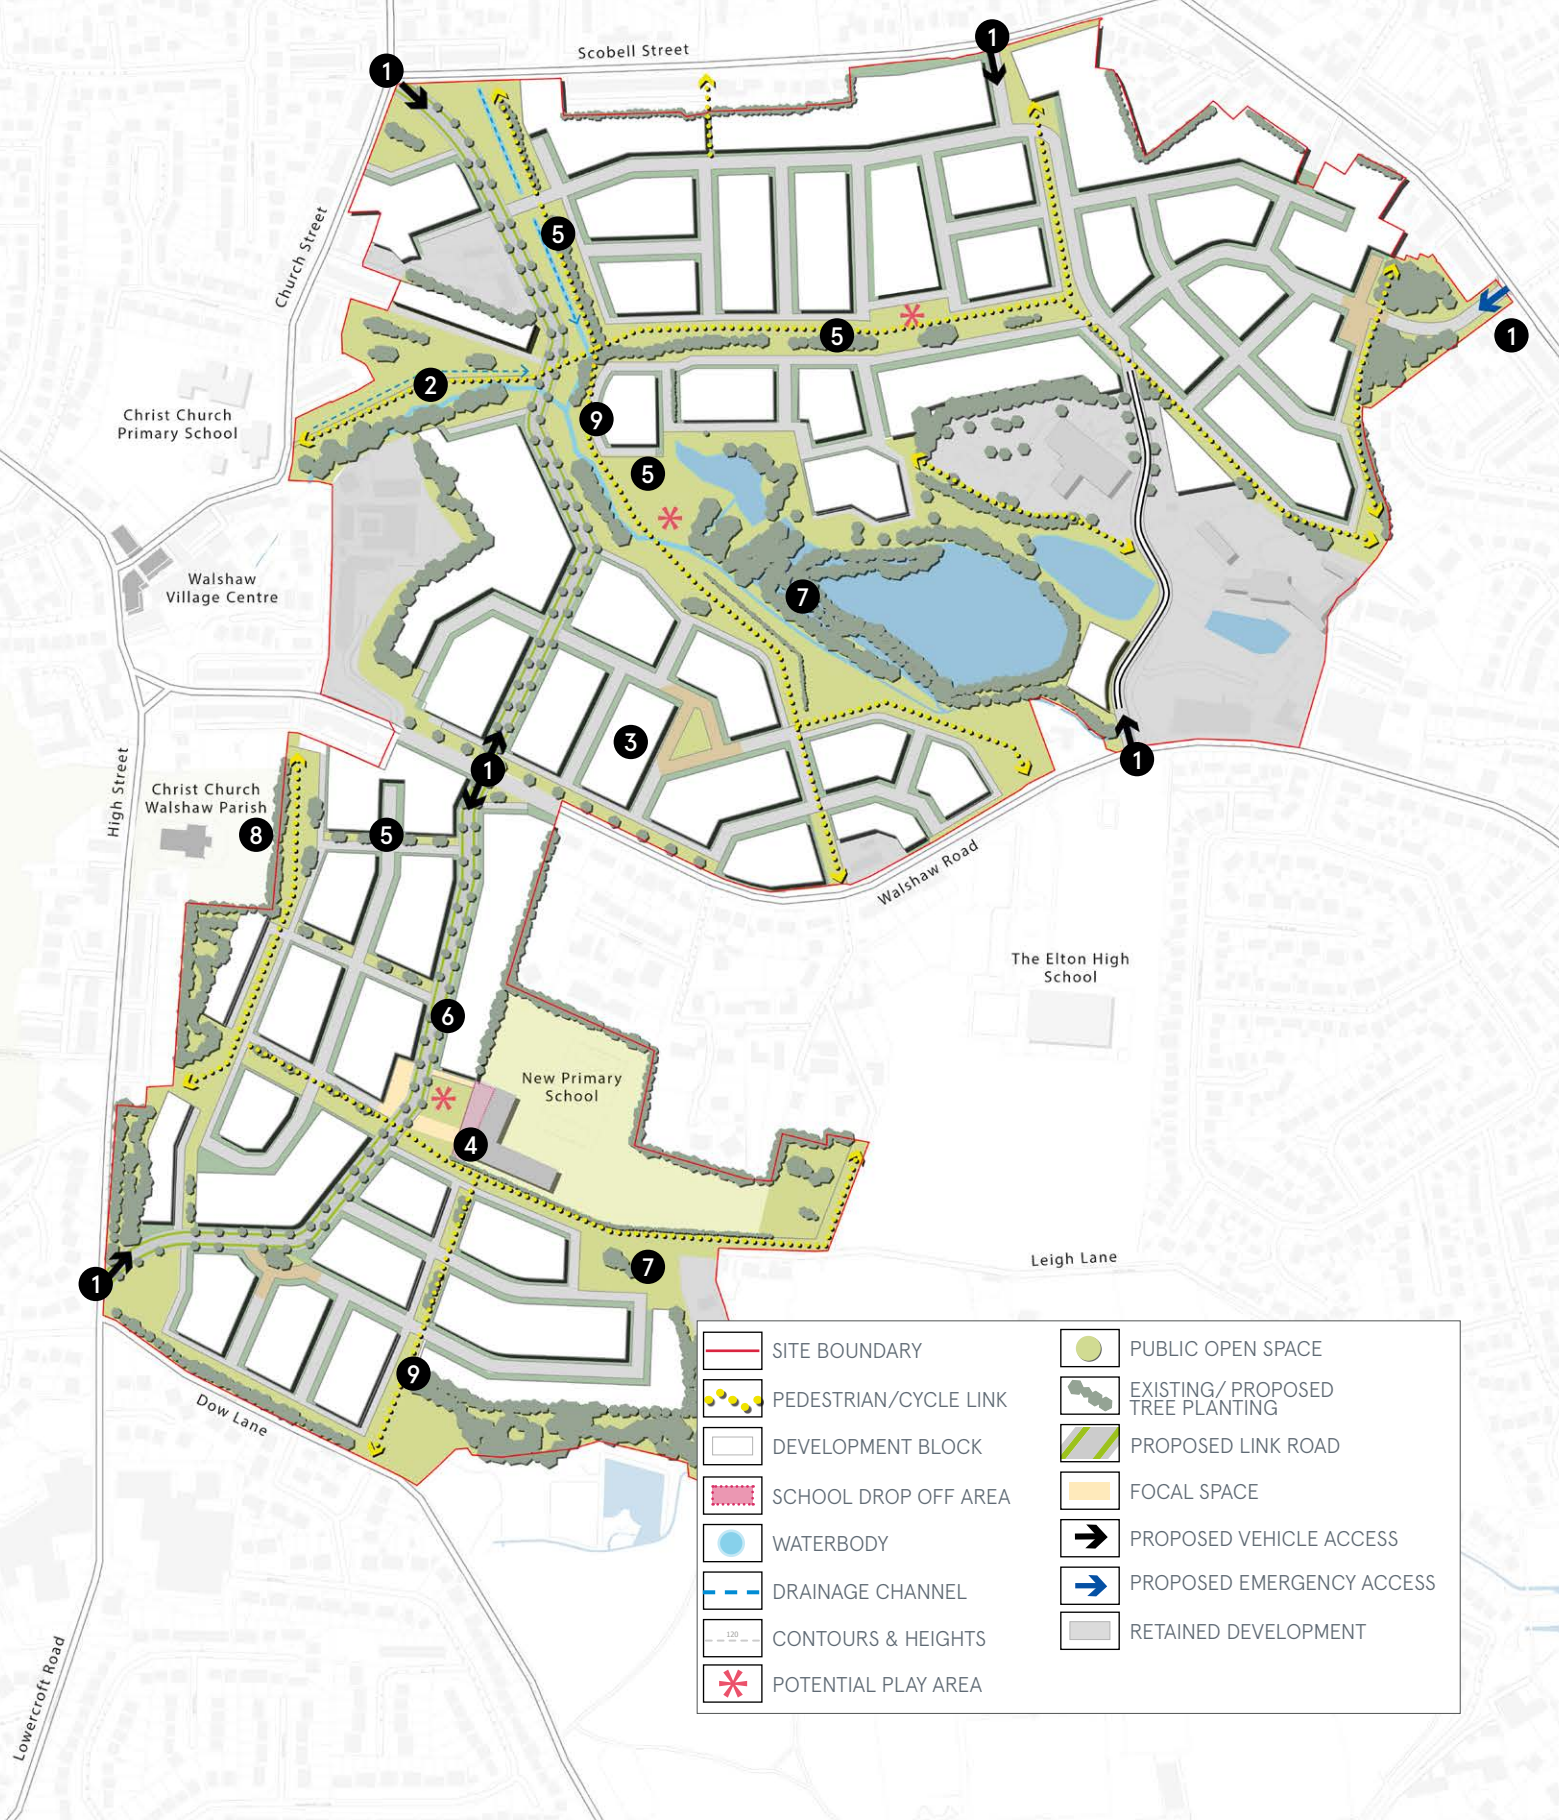 Scobell Street
1
1
Church Street
5
1
5
2
Christ Church
Primary School
9
5
Walshaw
Village Centre
7
3
1
1
High Street
Christ Church
Walshaw Parish
8
5
Walshaw Road
The Elton High
School
6
New Primary
School
4
Leigh Lane
7
1
9
Dow Lane
Lowercroft Road
SITE BOUNDARY
PEDESTRIAN/CYCLE LINK
DEVELOPMENT BLOCK
SCHOOL DROP OFF AREA
WATERBODY
DRAINAGE CHANNEL
120
CONTOURS & HEIGHTS
POTENTIAL PLAY AREA
PUBLIC OPEN SPACE
EXISTING/ PROPOSED
TREE PLANTING
PROPOSED LINK ROAD
FOCAL SPACE
PROPOSED VEHICLE ACCESS
PROPOSED EMERGENCY ACCESS
RETAINED DEVELOPMENT